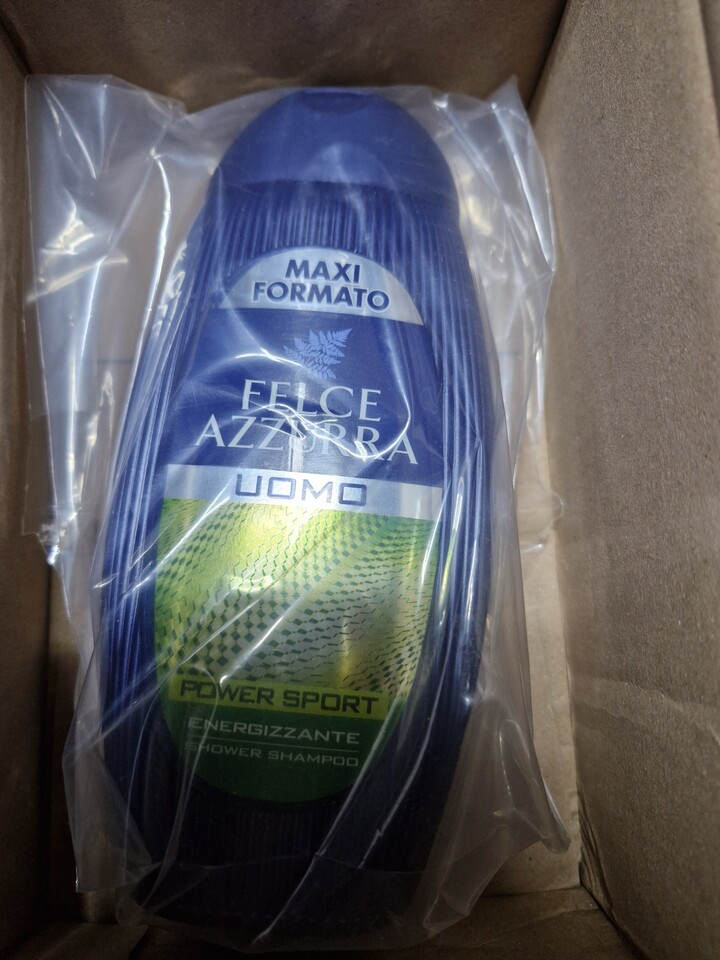 MAXI
FORMATO
FELCE
AZZURRA
UOMO
POWER SPORT
ENERGIZZANTE
SHOWER SHAMPOO